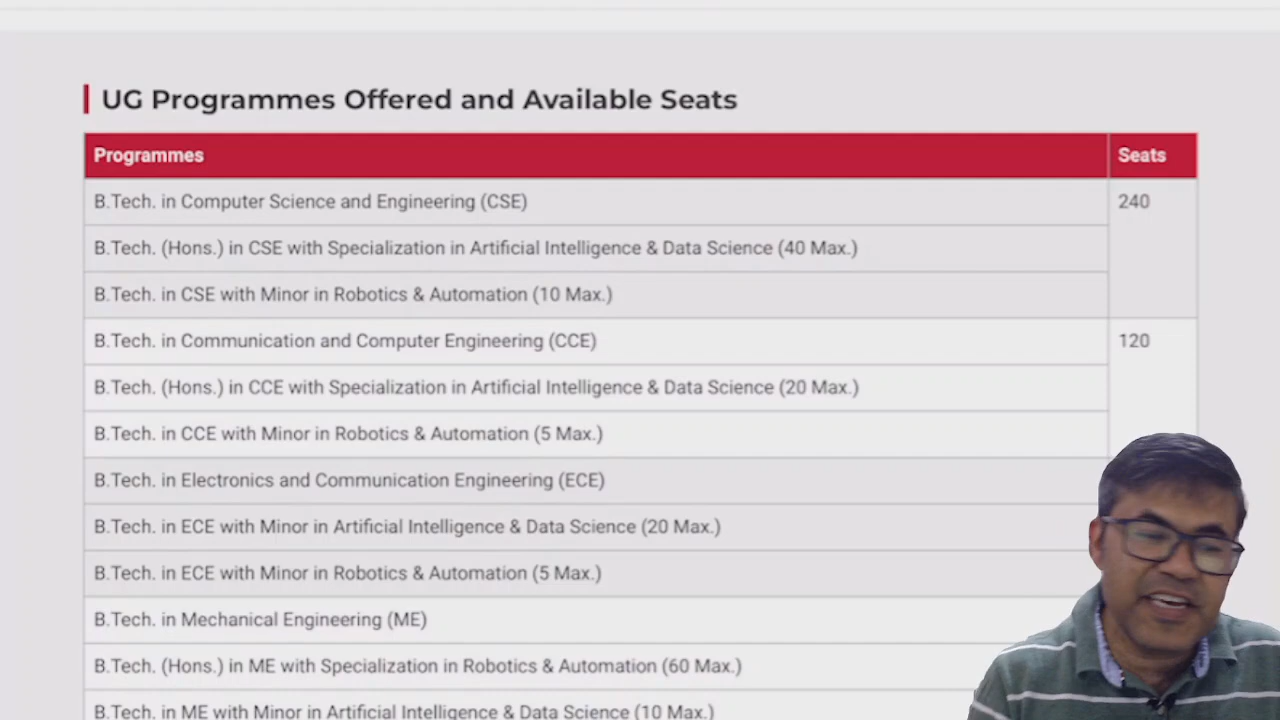 UG Programmes Offered and Available Seats
Programmes Seats
B.Tech. in Computer Science and Engineering (CSE) 240
B.Tech. (Hons.) in CSE with Specialization in Artificial Intelligence & Data Science (40 Max.)
B.Tech. in CSE with Minor in Robotics & Automation (10 Max.)
B.Tech. in Communication and Computer Engineering (CCE) 120
B.Tech. (Hons.) in CCE with Specialization in Artificial Intelligence & Data Science (20 Max.)
B.Tech. in CCE with Minor in Robotics & Automation (5 Max.)
B.Tech. in Electronics and Communication Engineering (ECE)
B.Tech. in ECE with Minor in Artificial Intelligence & Data Science (20 Max.)
B.Tech. in ECE with Minor in Robotics & Automation (5 Max.)
B.Tech. in Mechanical Engineering (ME)
B.Tech. (Hons.) in ME with Specialization in Robotics & Automation (60 Max.)
B.Tech. in ME with Minor in Artificial Intelligence & Data Science (10 Max.)